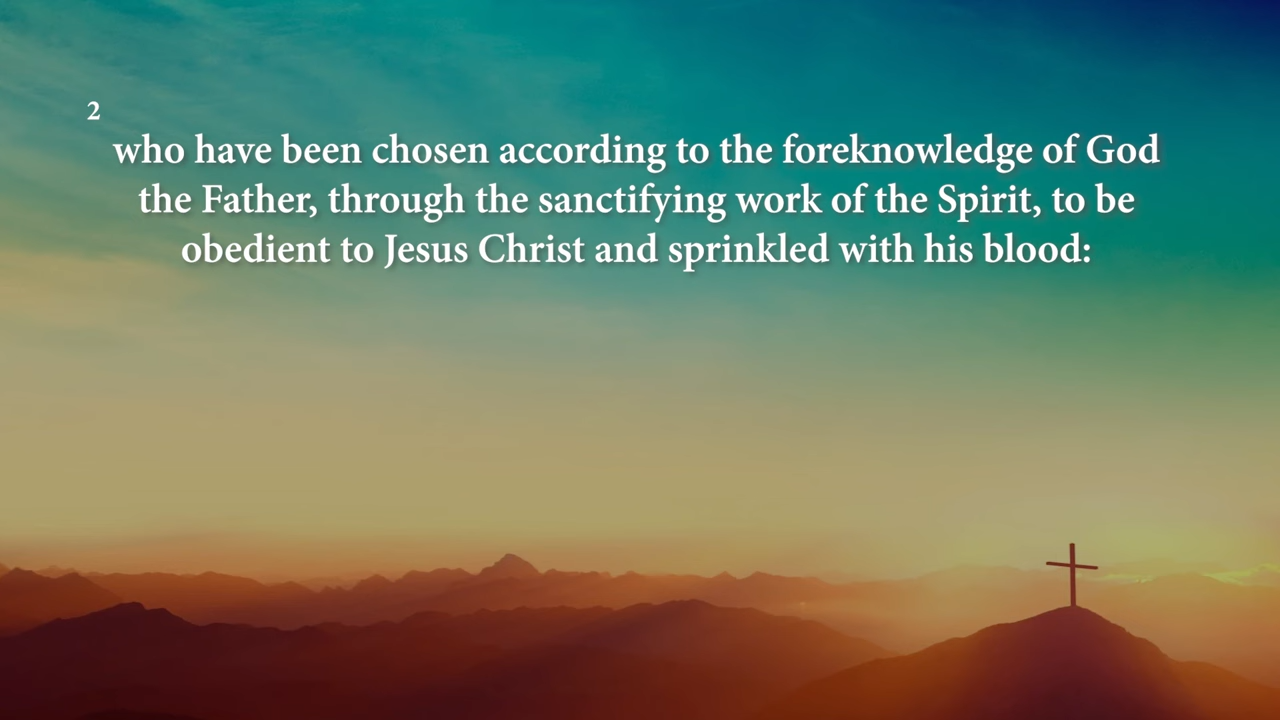 2
who have been chosen according to the foreknowledge of God
the Father, through the sanctifying work of the Spirit, to be
obedient to Jesus Christ and sprinkled with his blood: